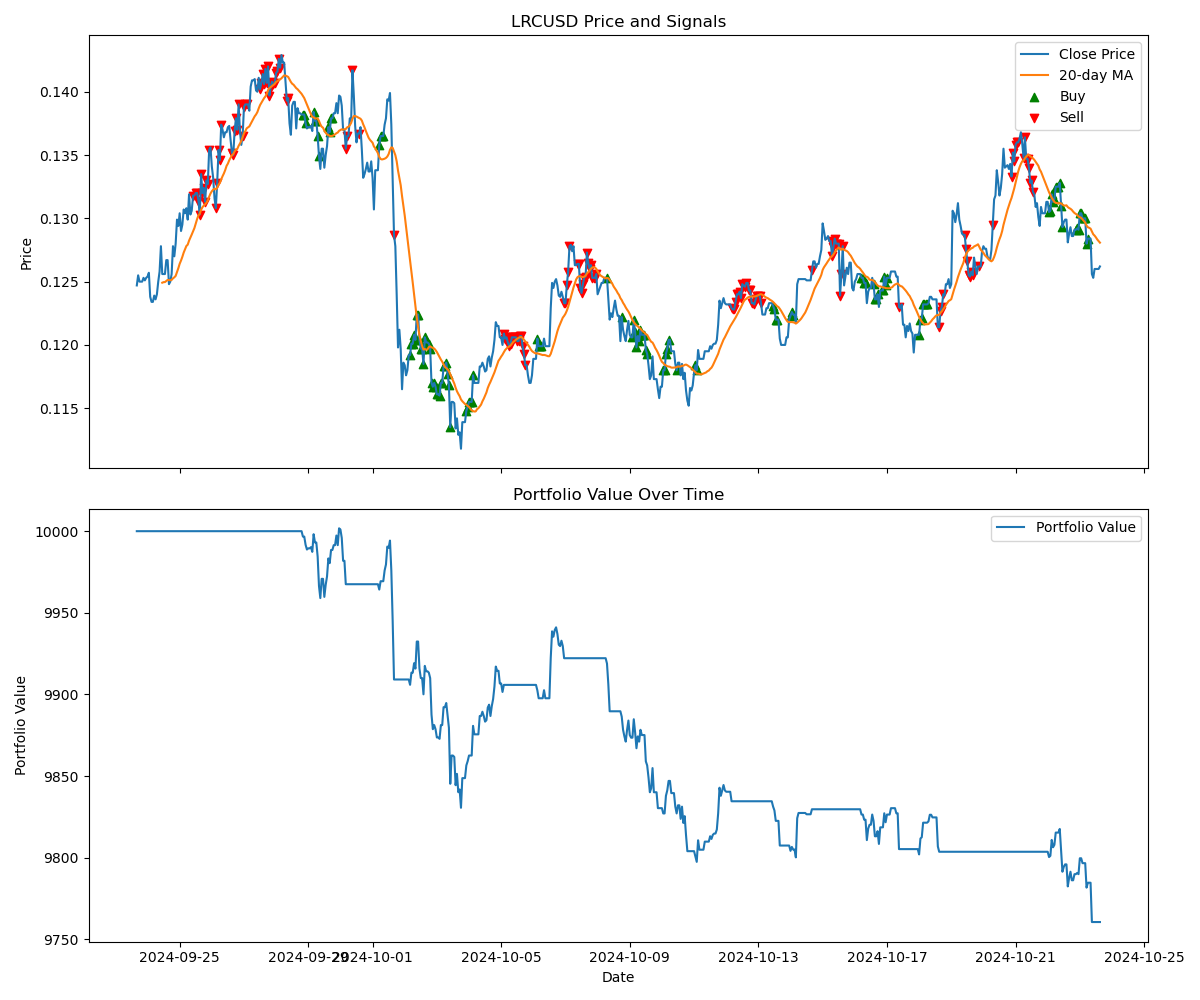 LRCUSD Price and Signals
Price
0.140
0.135
0.130
0.125
0.120
0.115
Close Price
20-day MA
Buy
Sell
Portfolio Value Over Time
Portfolio Value
10000
9950
9900
9850
9800
9750
Portfolio Value
2024-09-25
2024-09-29
2024-10-01
2024-10-05
2024-10-09
2024-10-13
2024-10-17
2024-10-21
2024-10-25
Date